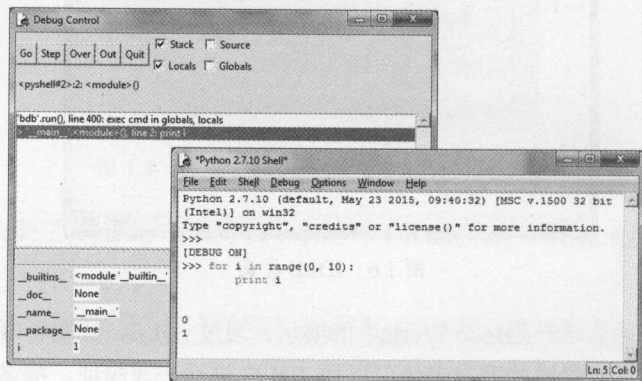 Debug Control
Go Step Over Out Quit
Stack Source
Locals Globals
<pyshell#2>:2: <module>()
'bdb'.run(), line 400: exec cmd in globals, locals
> '__main__'.<module>(), line 2: print i
__builtins__ <module '__builtin__'
__doc__ None
__name__ '__main__'
__package__ None
i 1
*Python 2.7.10 Shell*
File Edit Shell Debug Options Window Help
Python 2.7.10 (default, May 23 2015, 09:40:32) [MSC v.1500 32 bit
(Intel)] on win32
Type "copyright", "credits" or "license()" for more information.
>>>
[DEBUG ON]
>>> for i in range(0, 10):
print i
0
1
Ln: 5 Col: 0